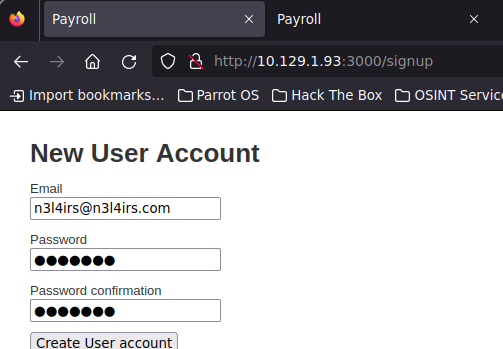 Payroll
Payroll
http://10.129.1.93:3000/signup
Import bookmarks... Parrot OS Hack The Box OSINT Service
New User Account
Email
n3l4irs@n3l4irs.com
Password
●●●●●●●
Password confirmation
●●●●●●●
Create User account